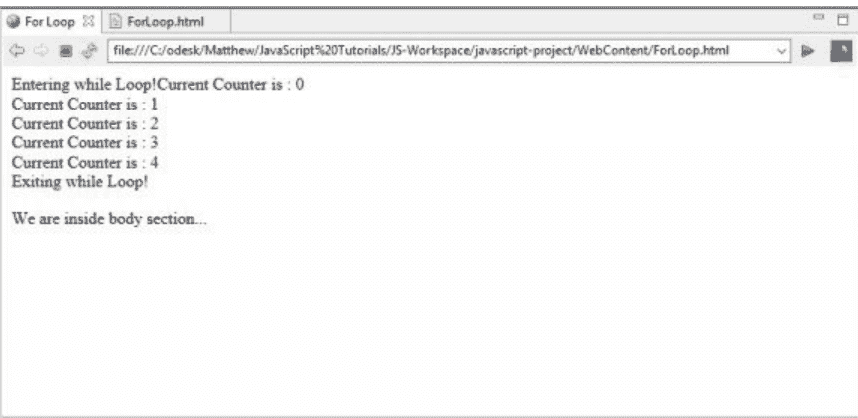 For Loop ForLoop.html
file:///C:/odesk/Matthew/JavaScript%20Tutorials/JS-Workspace/javascript-project/WebContent/ForLoop.html
Entering while Loop!Current Counter is : 0
Current Counter is : 1
Current Counter is : 2
Current Counter is : 3
Current Counter is : 4
Exiting while Loop!
We are inside body section...